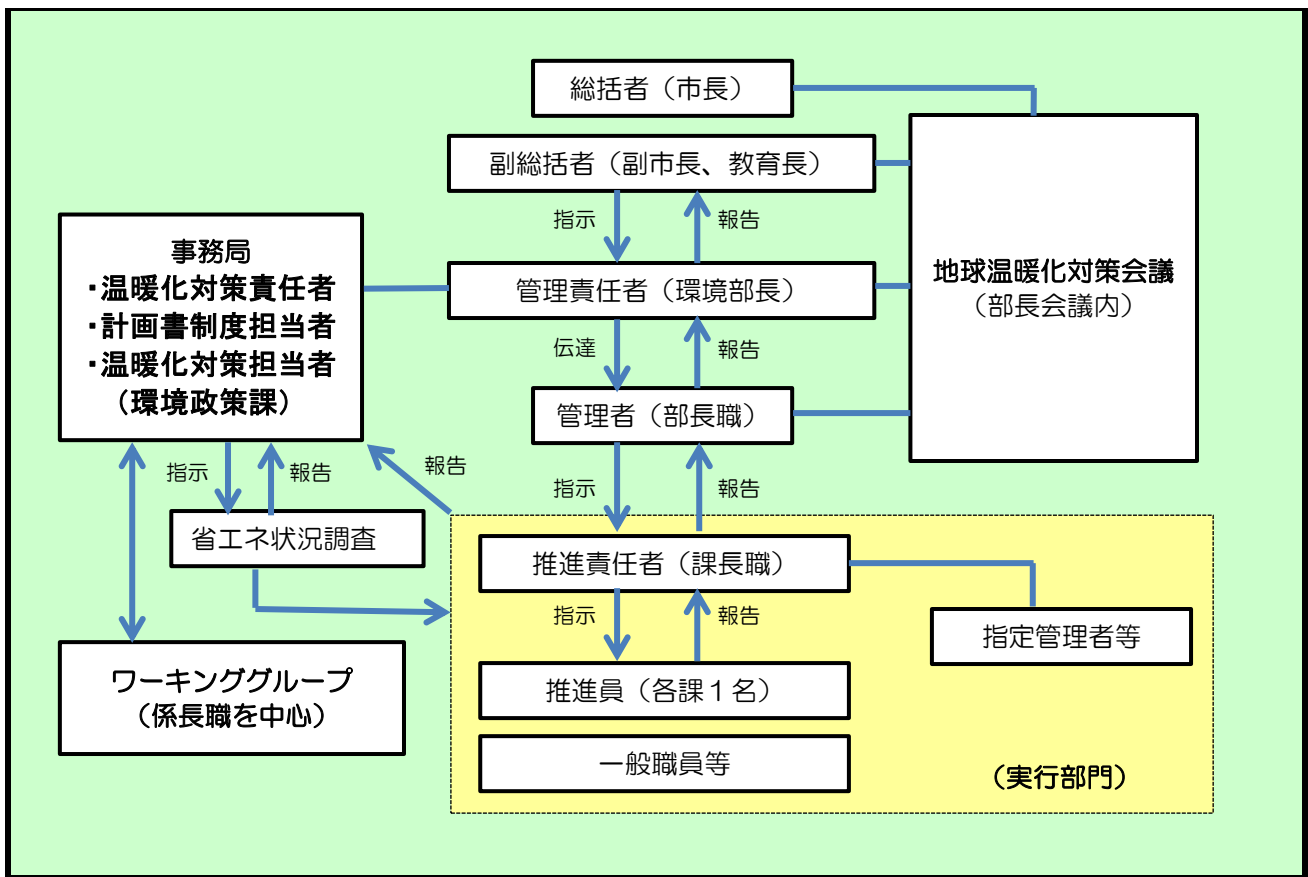 総括者（市長）
副総括者（副市長、教育長）
指示
報告
事務局
・温暖化対策責任者
・計画書制度担当者
・温暖化対策担当者
（環境政策課）
管理責任者（環境部長）
地球温暖化対策会議
（部長会議内）
伝達
報告
管理者（部長職）
指示
報告
報告
指示
報告
省エネ状況調査
推進責任者（課長職）
指示
報告
指定管理者等
ワーキンググループ
（係長職を中心）
推進員（各課１名）
一般職員等
（実行部門）